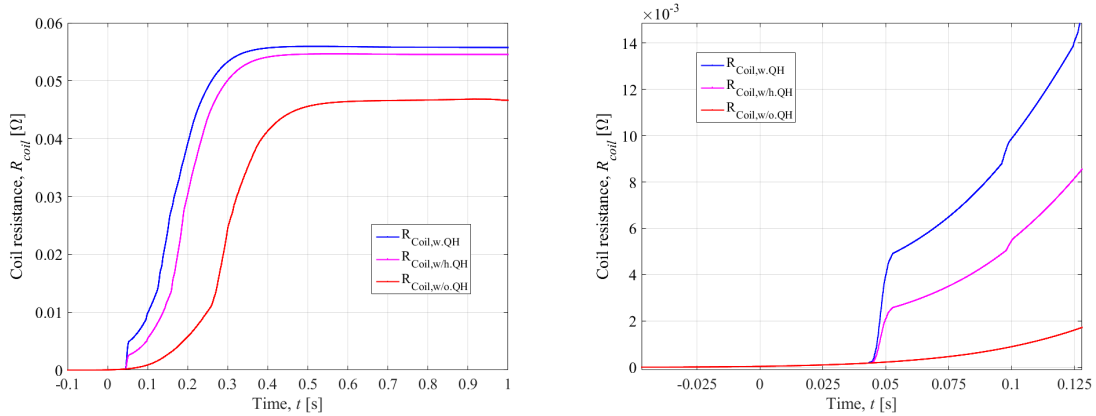 0.06
0.05
0.04
0.03
0.02
0.01
0
Coil resistance, R_coil [Ω]
R_Coil,w.QH
R_Coil,w/h.QH
R_Coil,w/o.QH
-0.1 0 0.1 0.2 0.3 0.4 0.5 0.6 0.7 0.8 0.9 1
Time, t [s]
×10^-3
14
12
10
8
6
4
2
0
Coil resistance, R_coil [Ω]
R_Coil,w.QH
R_Coil,w/h.QH
R_Coil,w/o.QH
-0.025 0 0.025 0.05 0.075 0.1 0.125
Time, t [s]